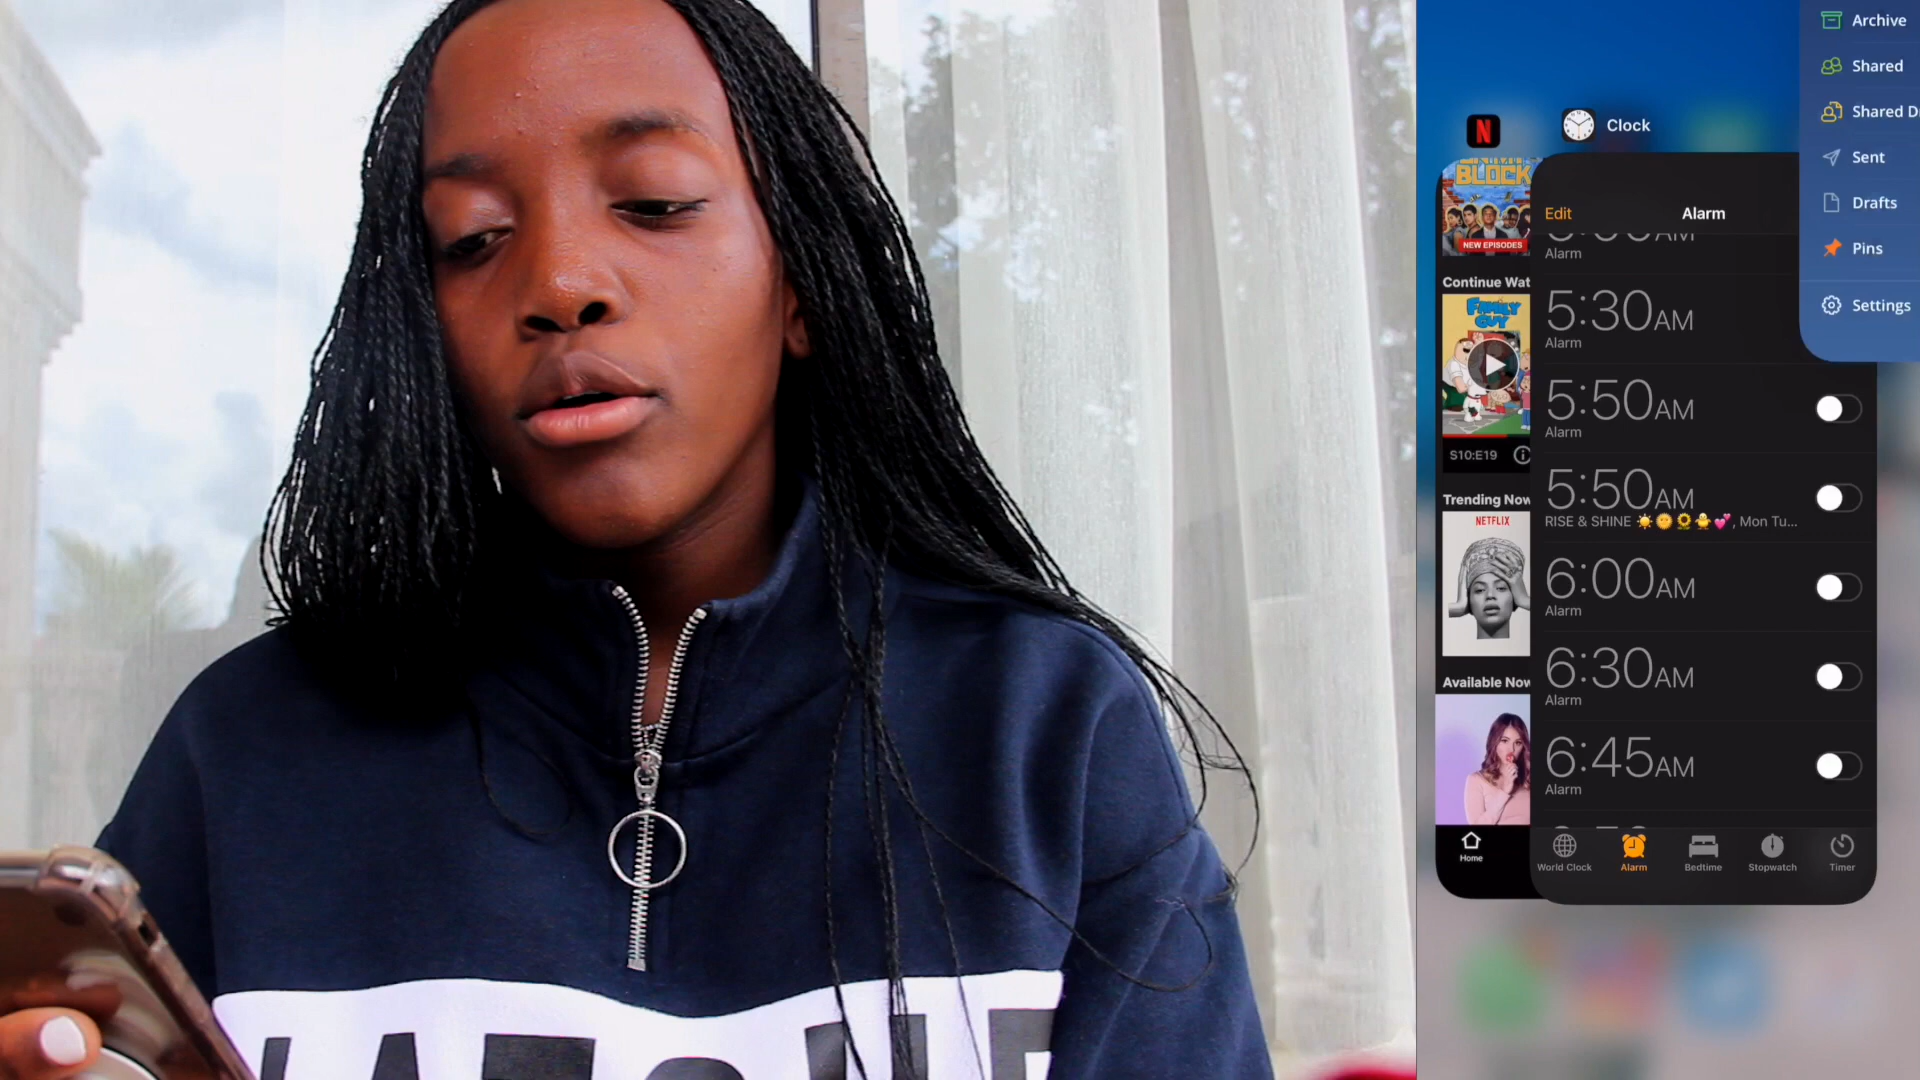 Archive
Shared
Shared D
Sent
Drafts
Pins
Settings
N
Clock
BLOCK
NEW EPISODES
Continue Wat
FAMILY
GUY
S10:E19
Trending Now
NETFLIX
Available Now
Home
Edit
Alarm
Alarm
5:30AM
Alarm
5:50AM
Alarm
5:50AM
RISE & SHINE ☀️🌞🌻🐥💕, Mon Tu...
6:00AM
Alarm
6:30AM
Alarm
6:45AM
Alarm
World Clock
Alarm
Bedtime
Stopwatch
Timer